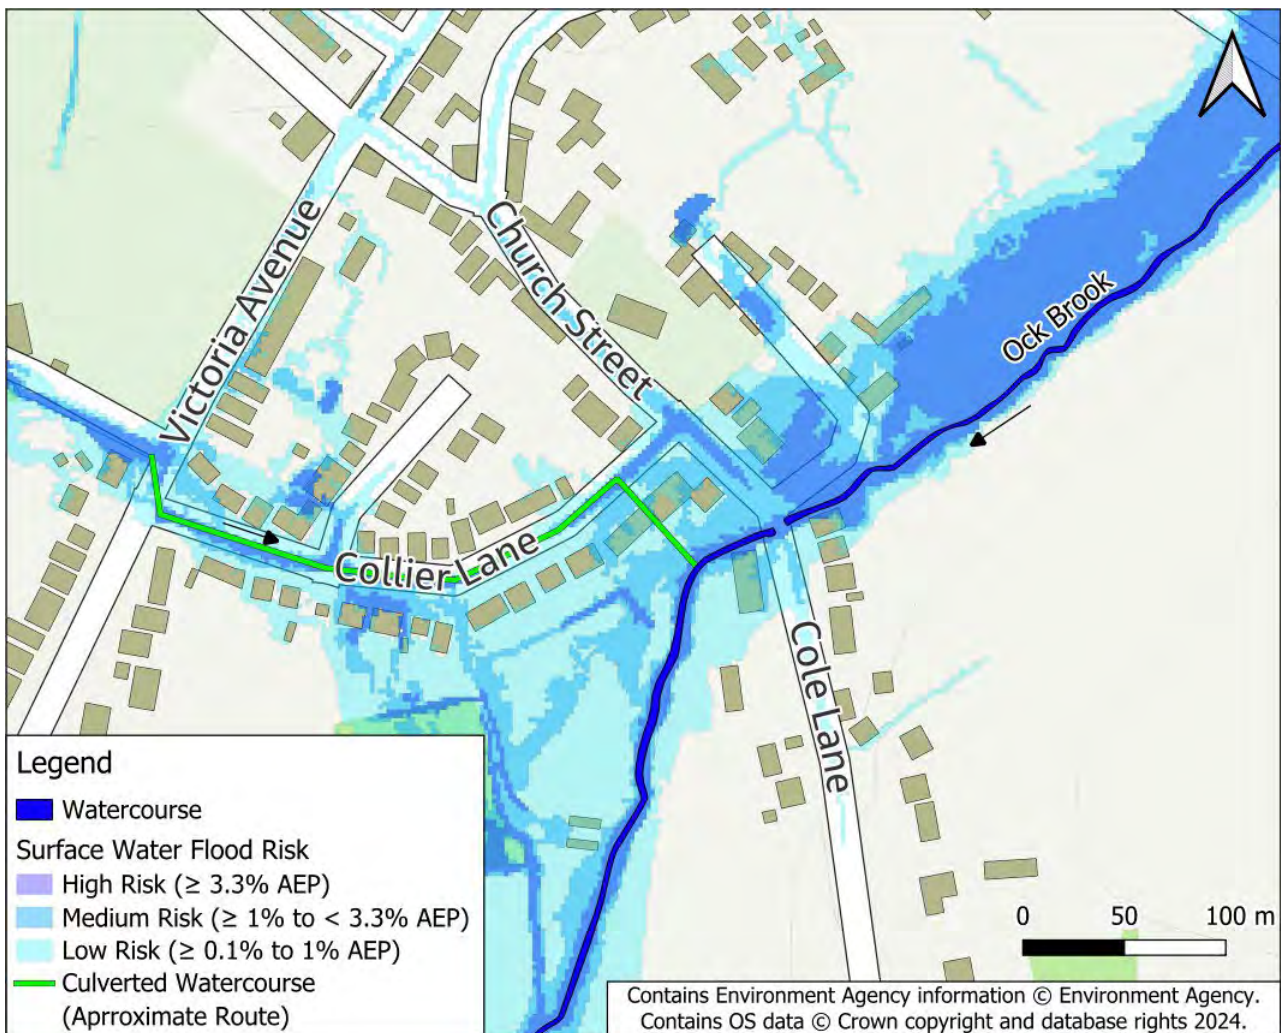 Church Street
Victoria Avenue
Ock Brook
Collier Lane
Cole Lane
Legend
Watercourse
Surface Water Flood Risk
High Risk (≥ 3.3% AEP)
Medium Risk (≥ 1% to < 3.3% AEP)
Low Risk (≥ 0.1% to 1% AEP)
Culverted Watercourse
(Aprroximate Route)
0 50 100 m
Contains Environment Agency information © Environment Agency.
Contains OS data © Crown copyright and database rights 2024.